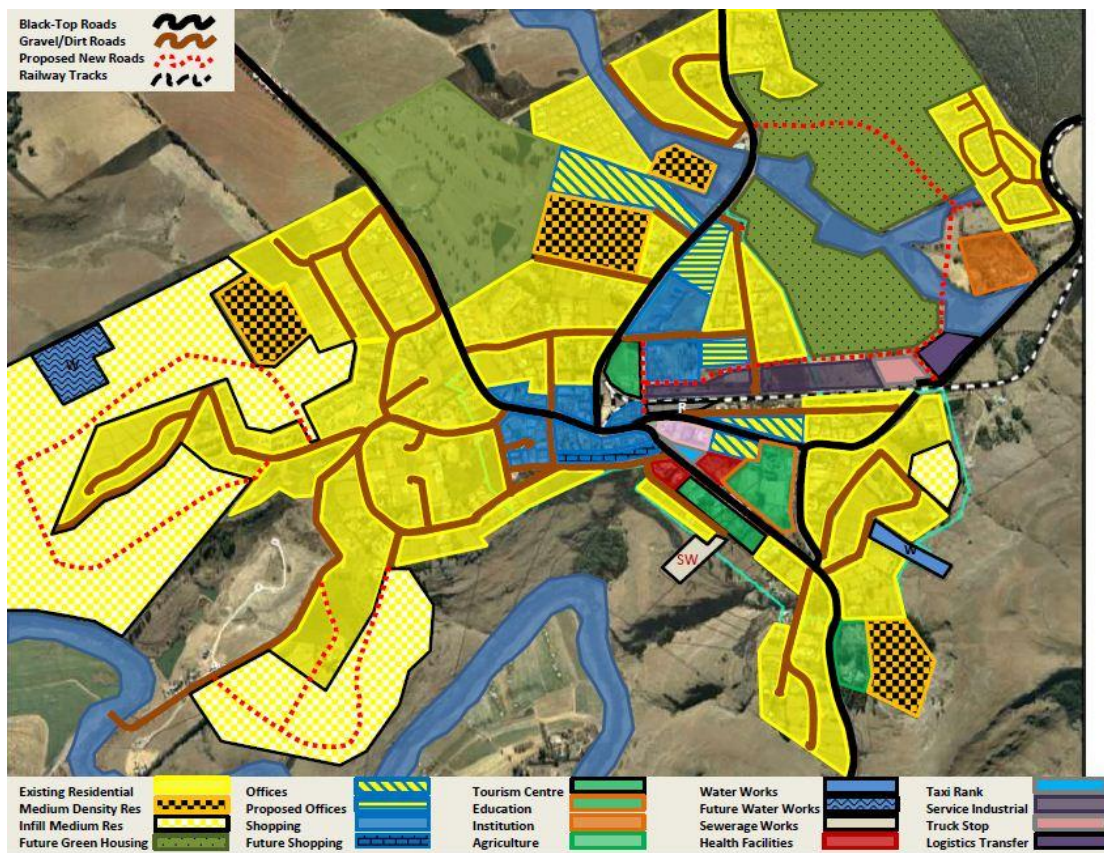 Black-Top Roads
Gravel/Dirt Roads
Proposed New Roads
Railway Tracks
W
R
SW
W
Existing Residential
Medium Density Res
Infill Medium Res
Future Green Housing
Offices
Proposed Offices
Shopping
Future Shopping
Tourism Centre
Education
Institution
Agriculture
Water Works
Future Water Works
Sewerage Works
Health Facilities
Taxi Rank
Service Industrial
Truck Stop
Logistics Transfer